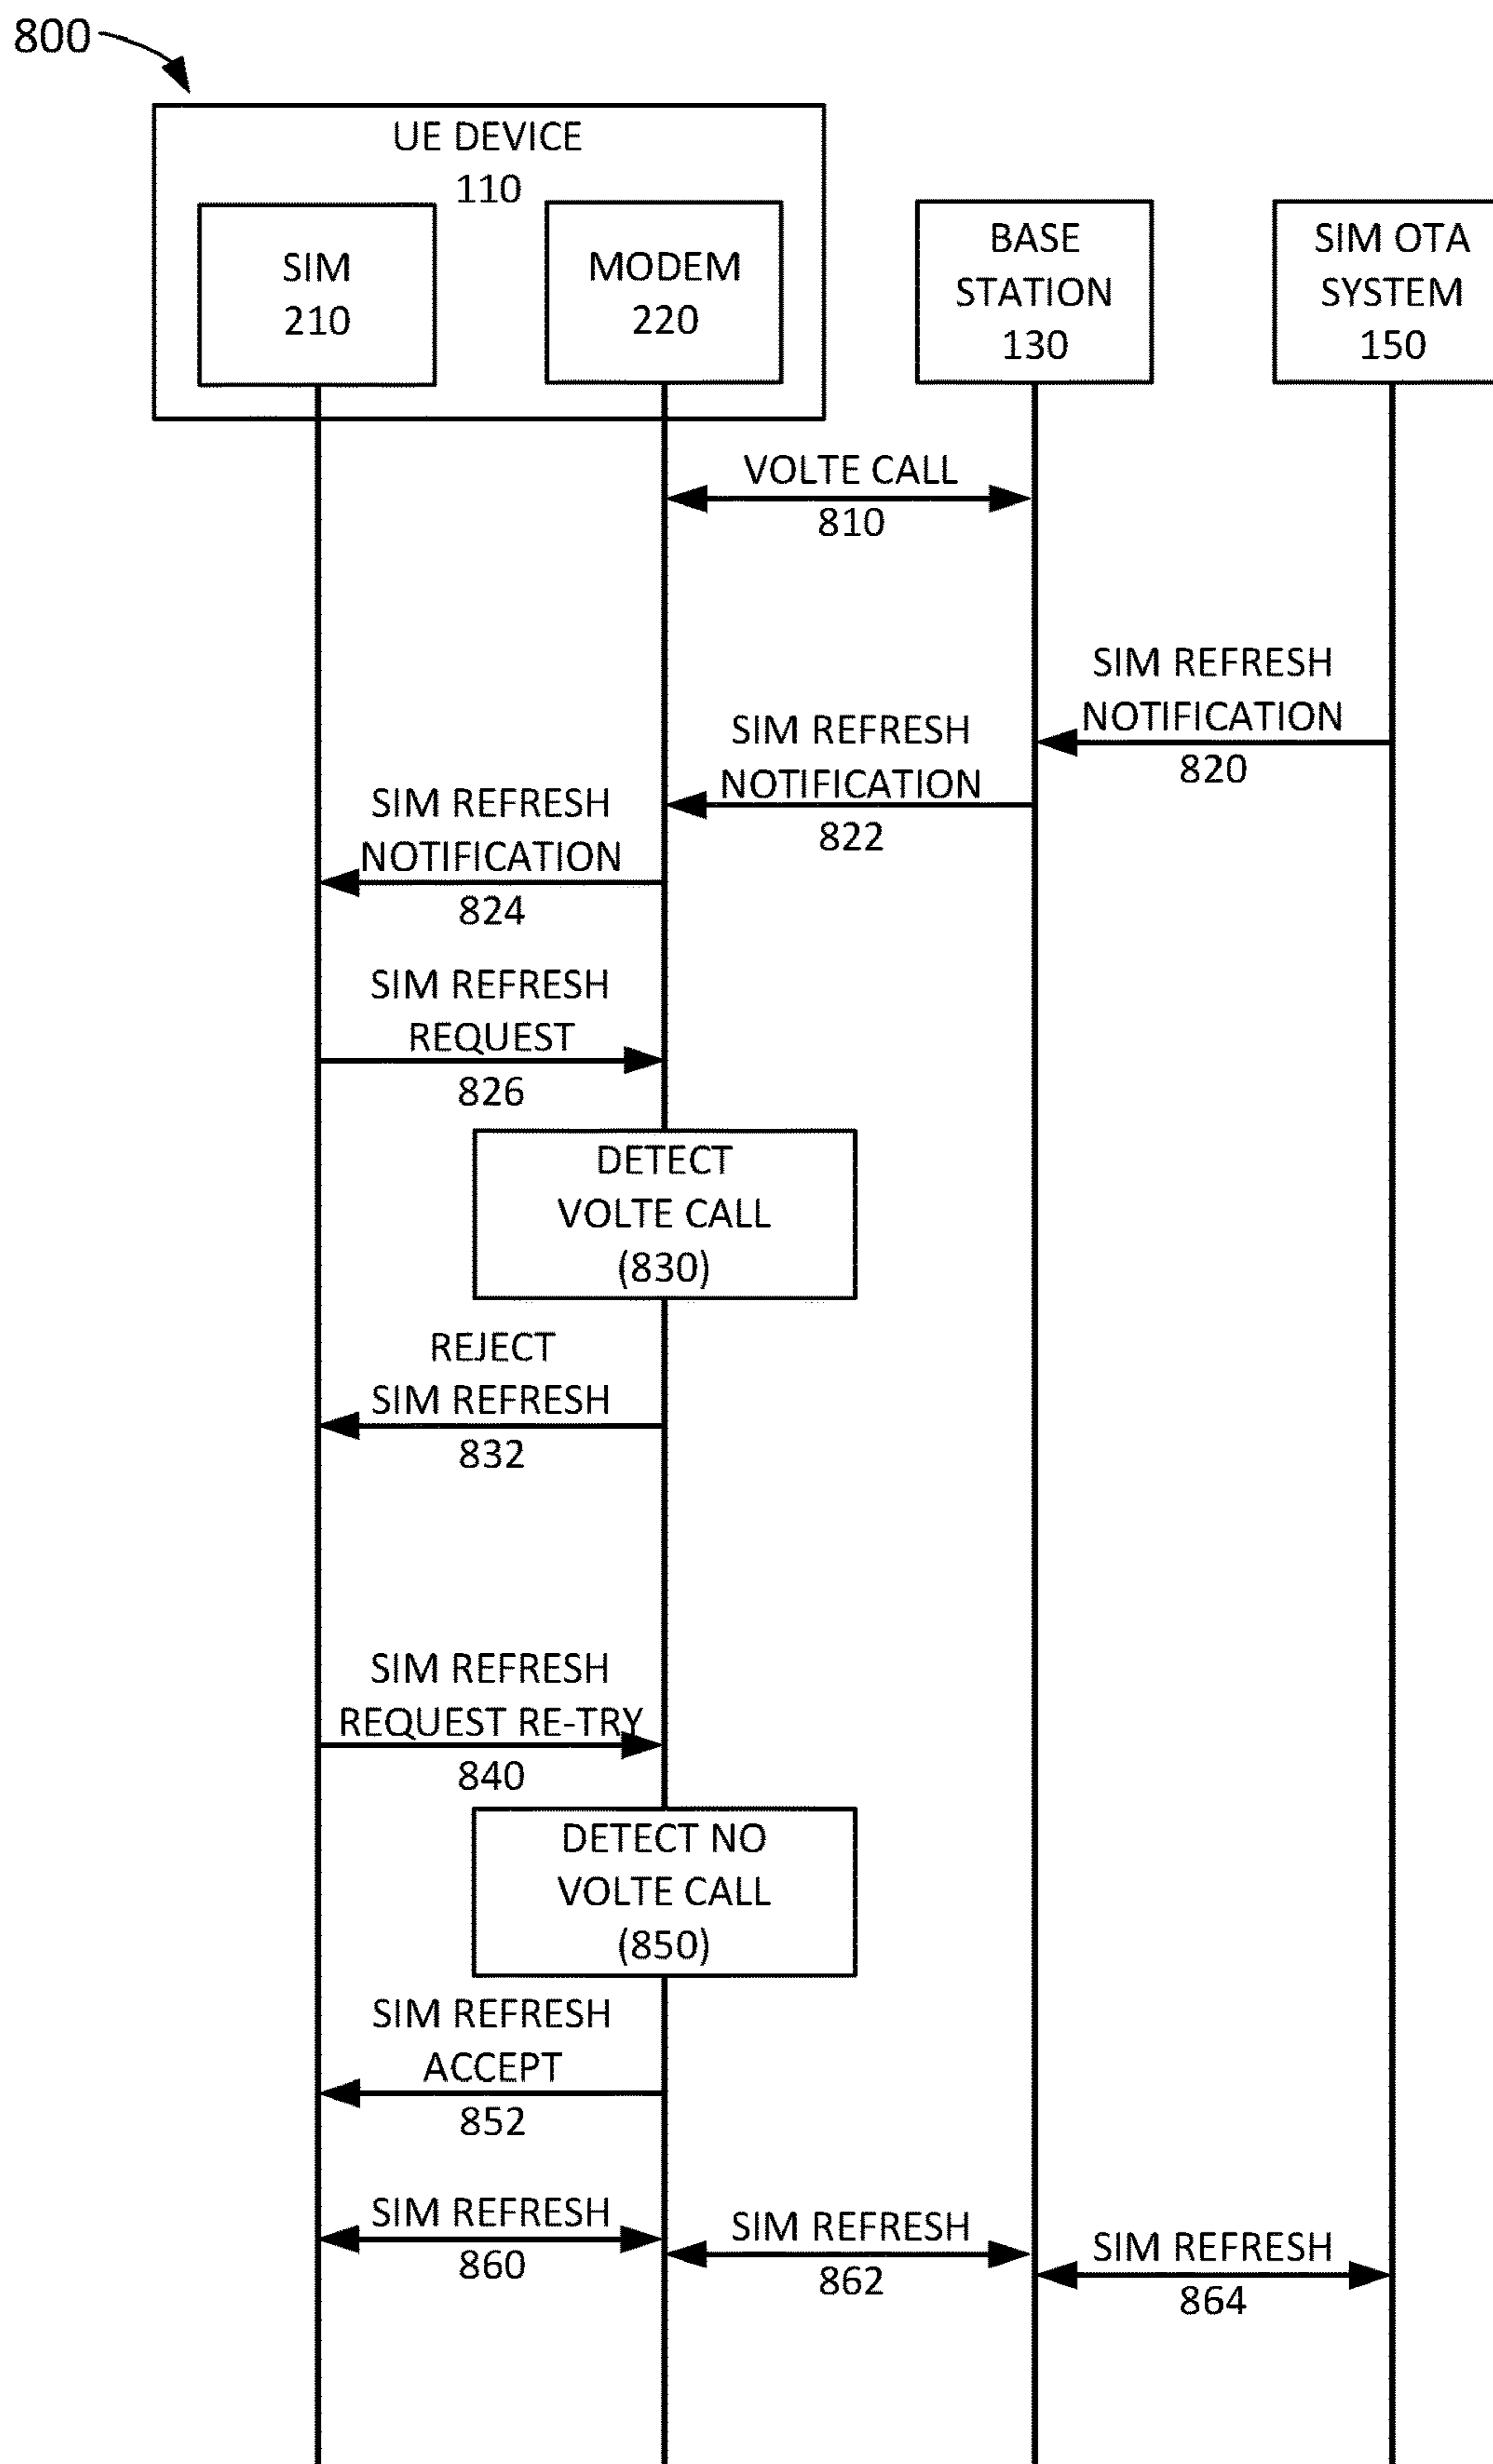 800
UE DEVICE
110
SIM
210
MODEM
220
BASE
STATION
130
SIM OTA
SYSTEM
150
VOLTE CALL
810
SIM REFRESH
NOTIFICATION
820
SIM REFRESH
NOTIFICATION
822
SIM REFRESH
NOTIFICATION
824
SIM REFRESH
REQUEST
826
DETECT
VOLTE CALL
(830)
REJECT
SIM REFRESH
832
SIM REFRESH
REQUEST RE-TRY
840
DETECT NO
VOLTE CALL
(850)
SIM REFRESH
ACCEPT
852
SIM REFRESH
860
SIM REFRESH
862
SIM REFRESH
864